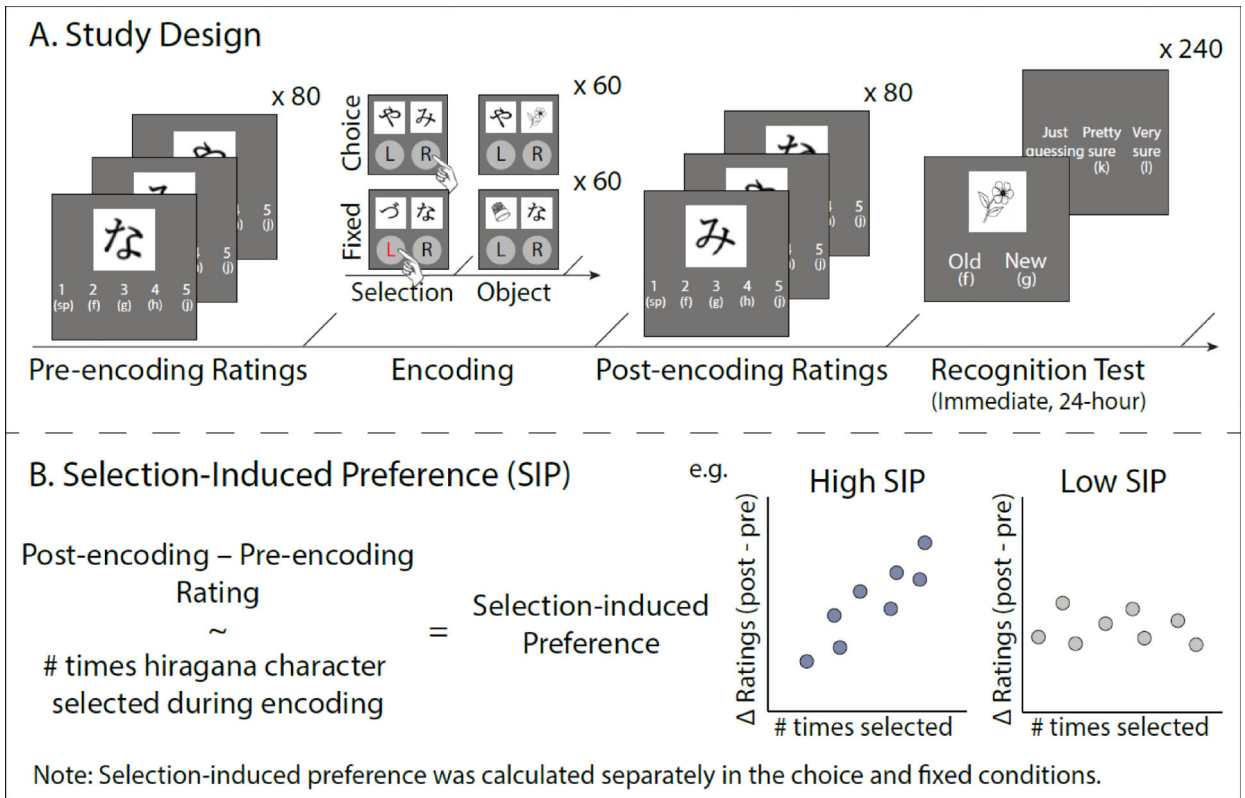 A. Study Design
x 80
な
1 2 3 4 5
(sp) (f) (g) (h) (j)
5
(j)
5
(j)
Choice
や み
L R
や
L R
x 60
Fixed
づ な
L R
な
L R
x 60
Selection Object
x 80
み
1 2 3 4 5
(sp) (f) (g) (h) (j)
5
(j)
5
(j)
x 240
Just Pretty Very
guessing sure sure
(k) (l)
Old New
(f) (g)
Pre-encoding Ratings Encoding Post-encoding Ratings Recognition Test
(Immediate, 24-hour)
B. Selection-Induced Preference (SIP)
Post-encoding – Pre-encoding
Rating
~
# times hiragana character
selected during encoding
=
Selection-induced
Preference
e.g.
High SIP
Δ Ratings (post - pre)
# times selected
Low SIP
Δ Ratings (post - pre)
# times selected
Note: Selection-induced preference was calculated separately in the choice and fixed conditions.